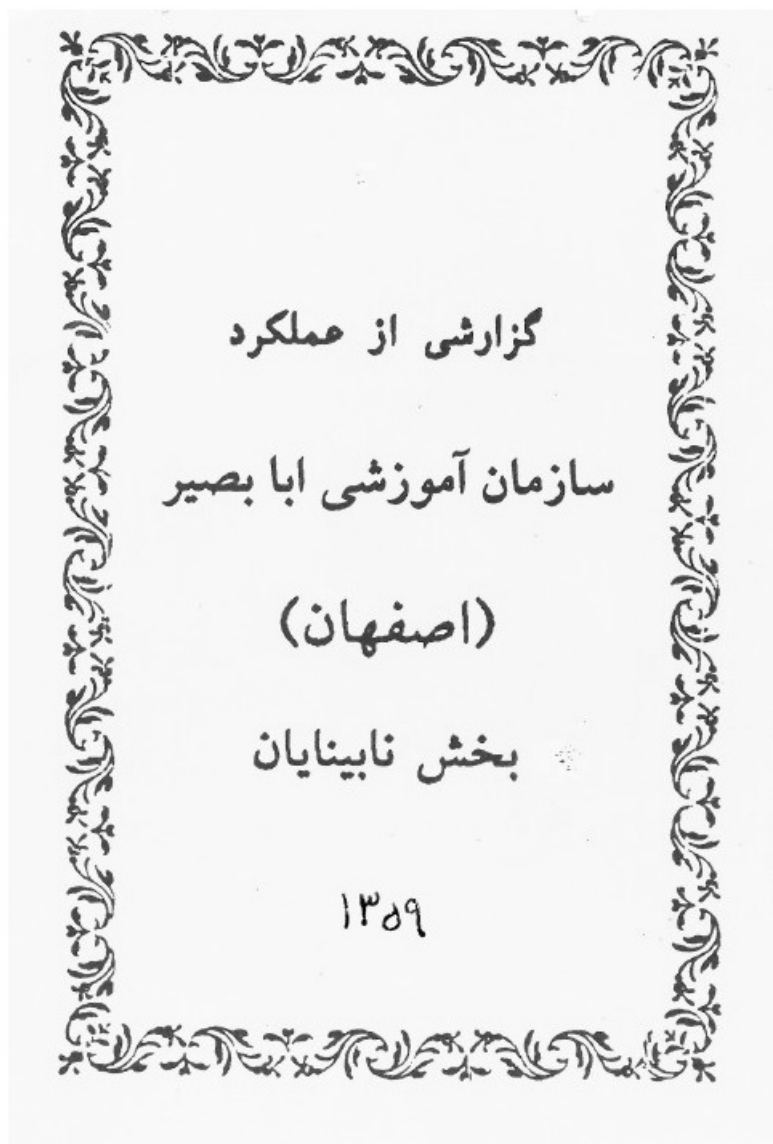 گزارشی از عملکرد
سازمان آموزشی ابا بصیر
(اصفهان)
بخش نابینایان
۱۳۵۹